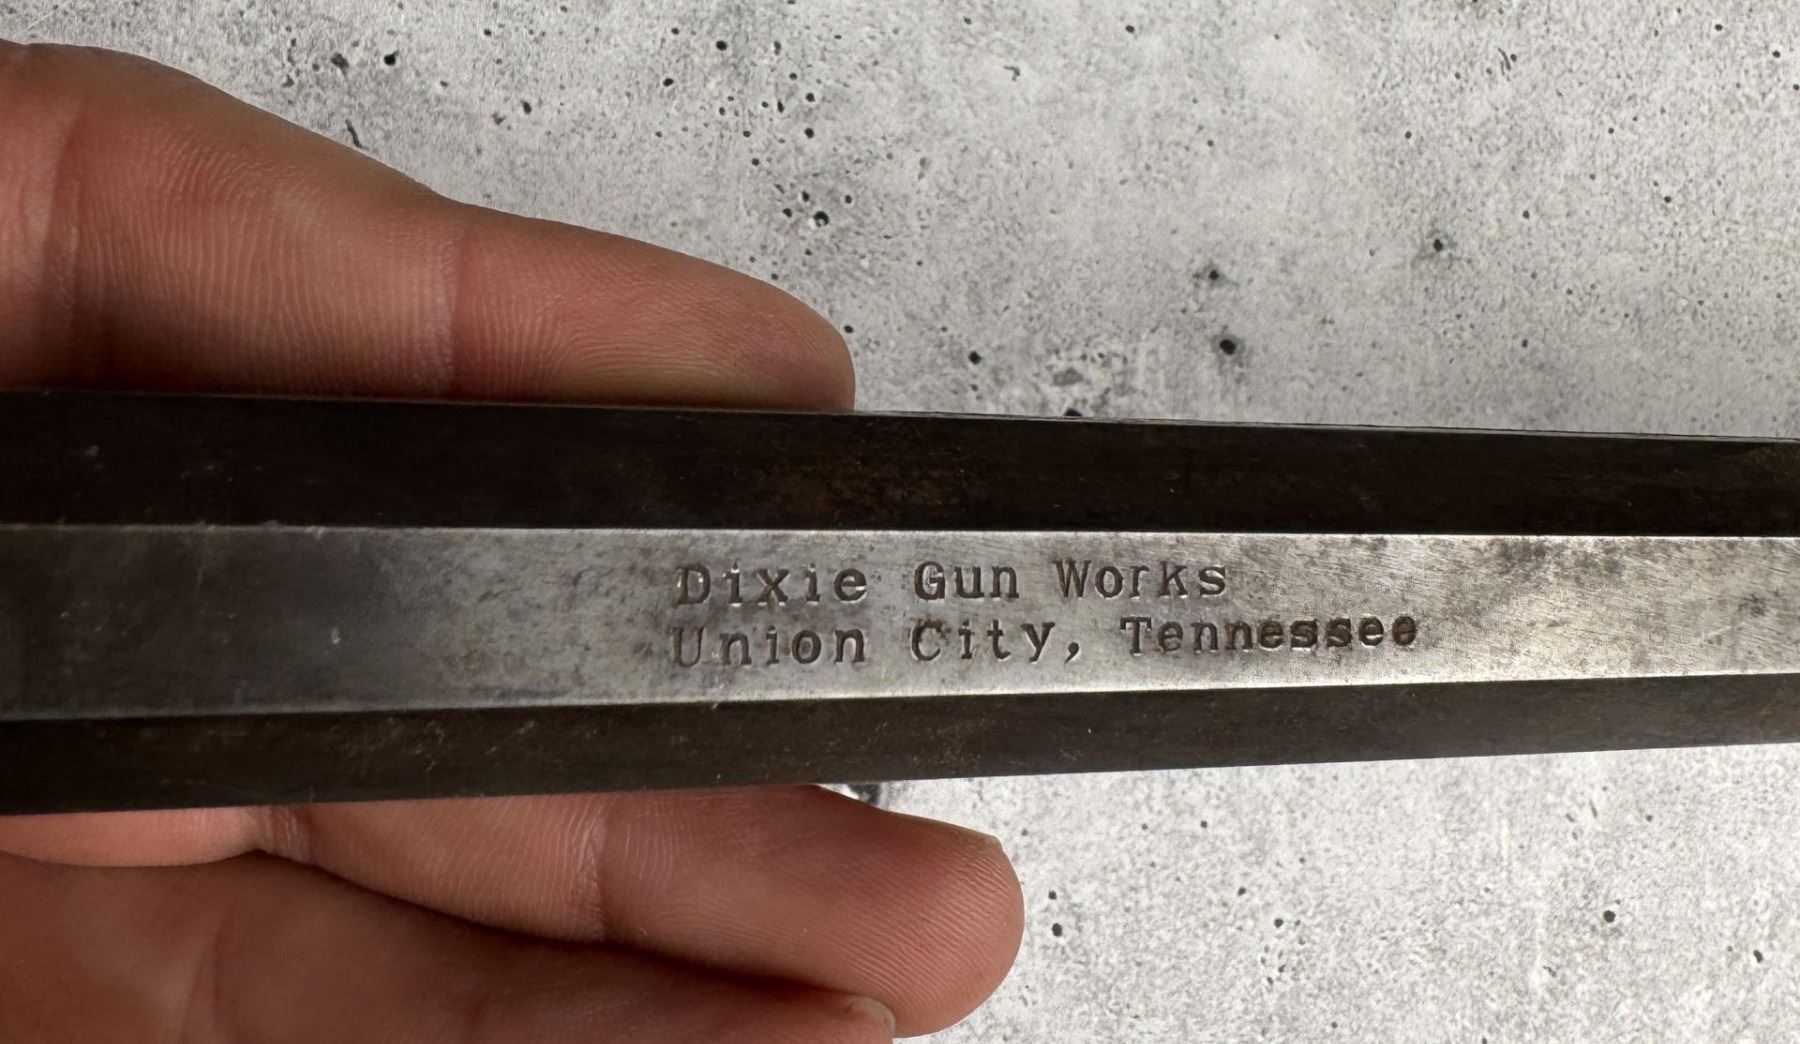 Dixie Gun Works
Union City, Tennessee